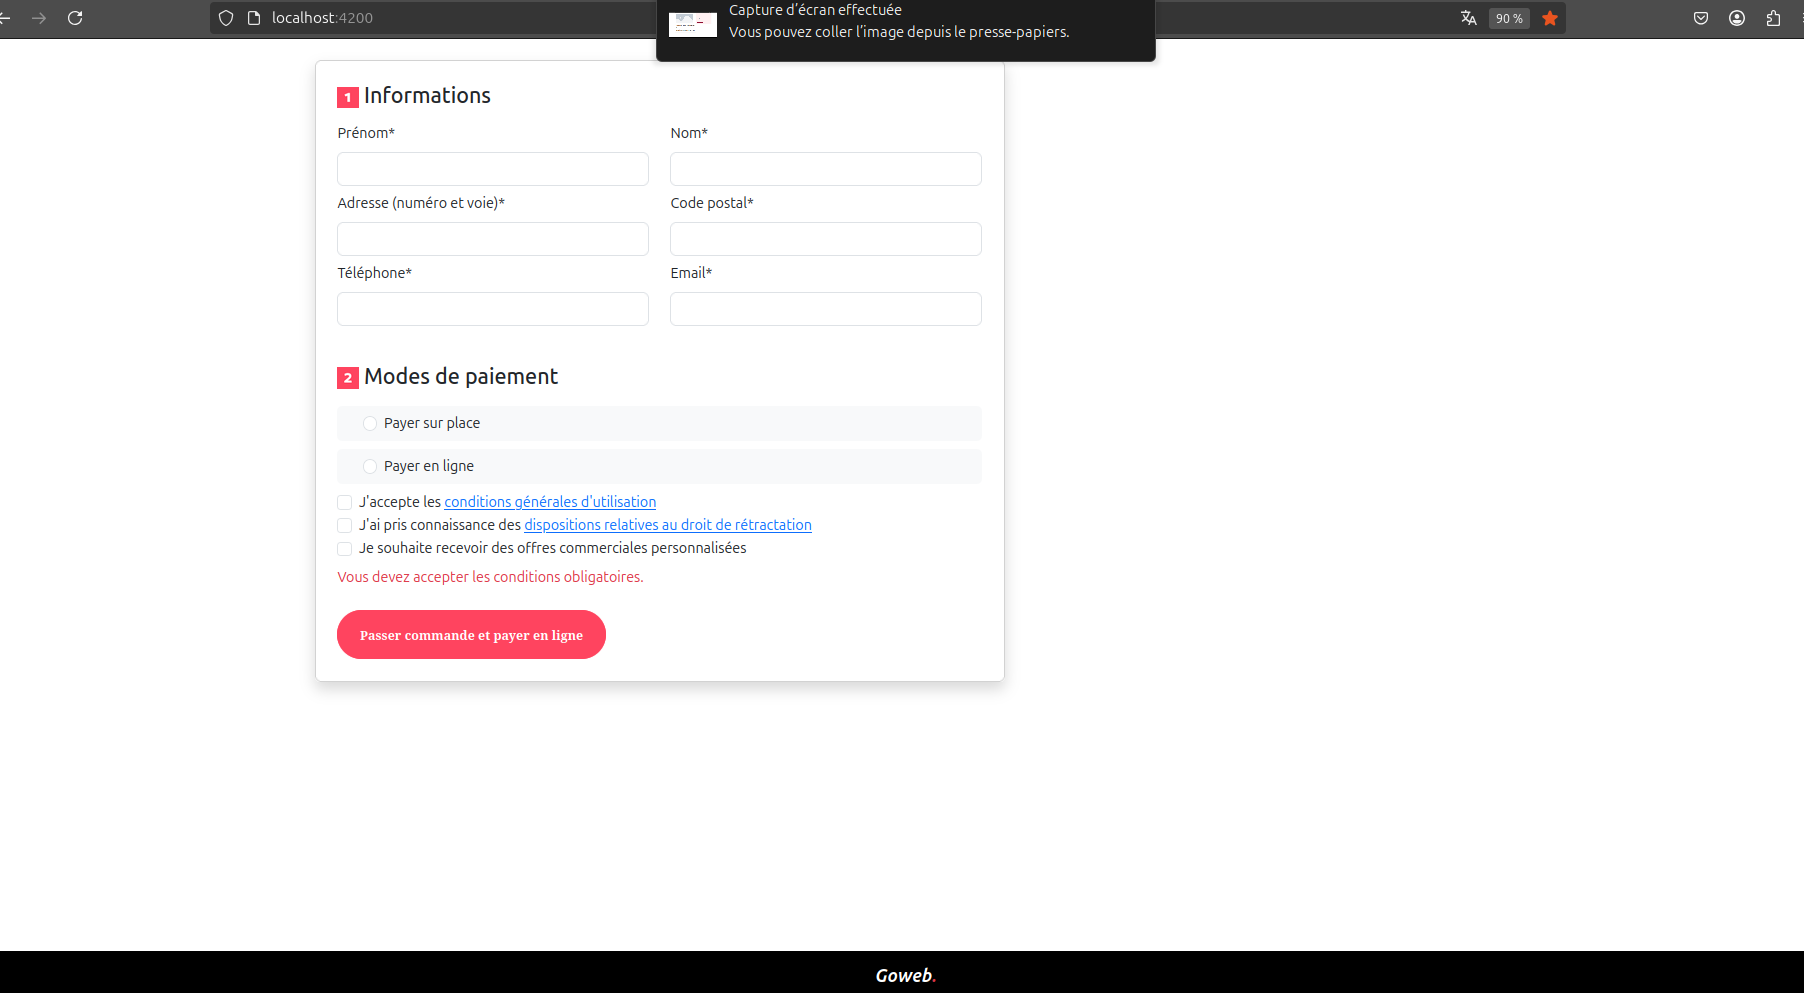 localhost:4200
90 %
Capture d’écran effectuée
Vous pouvez coller l’image depuis le presse-papiers.
1 Informations
Prénom*
Nom*
Adresse (numéro et voie)*
Code postal*
Téléphone*
Email*
2 Modes de paiement
Payer sur place
Payer en ligne
J'accepte les conditions générales d'utilisation
J'ai pris connaissance des dispositions relatives au droit de rétractation
Je souhaite recevoir des offres commerciales personnalisées
Vous devez accepter les conditions obligatoires.
Passer commande et payer en ligne
Goweb.